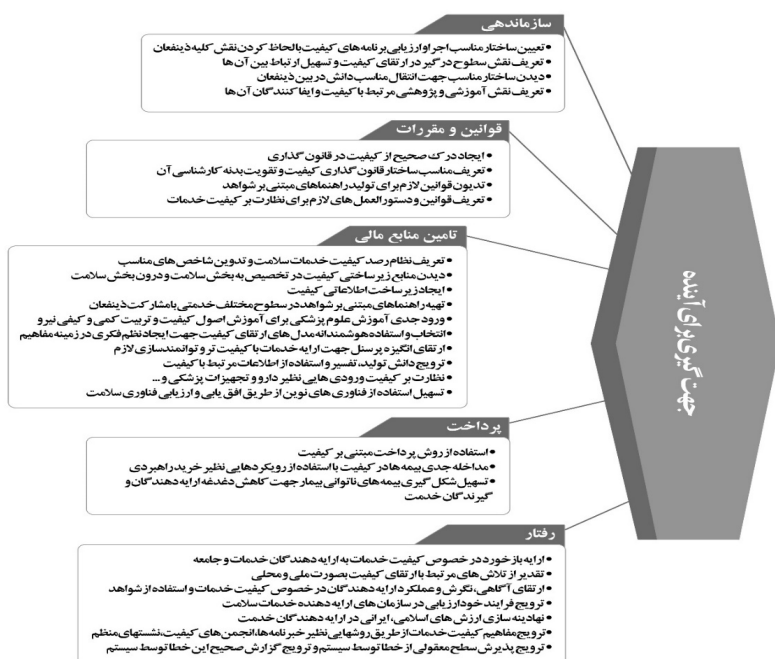 جهت گیری برای آینده
سازماندهی
•تعیین ساختار مناسب اجرا و ارزیابی برنامه های کیفیت با لحاظ کردن نقش کلیه ذینفعان
•تعریف نقش سطوح درگیر در ارتقای کیفیت و تسهیل ارتباط بین آن ها
•دیدن ساختار مناسب جهت انتقال مناسب دانش در بین ذینفعان
•تعریف نقش آموزشی و پژوهشی مرتبط با کیفیت و ایفا کنندگان آن ها
قوانین و مقررات
•ایجاد درک صحیح از کیفیت در قانون گذاری
•تعریف مناسب ساختار قانون گذاری کیفیت و تقویت بدنه کارشناسی آن
•تدیون قوانین لازم برای تولید راهنماهای مبتنی بر شواهد
•تعریف قوانین و دستورالعمل های لازم برای نظارت بر کیفیت خدمات
تامین منابع مالی
•تعریف نظام رصد کیفیت خدمات سلامت و تدوین شاخص های مناسب
•دیدن منابع زیرساختی کیفیت در تخصیص به بخش سلامت و درون بخش سلامت
•ایجاد زیرساخت اطلاعاتی کیفیت
•تهیه راهنماهای مبتنی بر شواهد در سطوح مختلف خدمتی با مشارکت ذینفعان
•ورود جدی آموزش علوم پزشکی برای آموزش اصول کیفیت و تربیت کمی و کیفی نیرو
•انتخاب و استفاده هوشمندانه مدل های ارتقای کیفیت جهت ایجاد نظم فکری در زمینه مفاهیم
•ارتقای انگیزه پرسنل جهت ارایه خدمات با کیفیت تر و توانمندسازی لازم
•ترویج دانش تولید، تفسیر و استفاده از اطلاعات مرتبط با کیفیت
•نظارت بر کیفیت ورودی هایی نظیر دارو و تجهیزات پزشکی و ...
•تسهیل استفاده از فناوری های نوین از طریق افق یابی و ارزیابی فناوری سلامت
پرداخت
•استفاده از روش پرداخت مبتنی بر کیفیت
•مداخله جدی بیمه ها در کیفیت با استفاده از رویکردهایی نظیر خرید راهبردی
•تسهیل شکل گیری بیمه های ناتوانی بیمار جهت کاهش دغدغه ارایه دهندگان و
گیرندگان خدمت
رفتار
•ارایه بازخورد در خصوص کیفیت خدمات به ارایه دهندگان خدمات و جامعه
•تقدیر از تلاش های مرتبط با ارتقای کیفیت بصورت ملی و محلی
•ارتقای آگاهی، نگرش و عملکرد ارایه دهندگان در خصوص کیفیت خدمات و استفاده از شواهد
•ترویج فرایند خودارزیابی در سازمان های ارایه دهنده خدمات سلامت
•نهادینه سازی ارزش های اسلامی، ایرانی در ارایه دهندگان خدمت
•ترویج مفاهیم کیفیت خدمات از طریق روشهایی نظیر خبرنامه ها، انجمن های کیفیت، نشستهای منظم
•ترویج پذیرش سطح معقولی از خطا توسط سیستم و ترویج گزارش صحیح این خطا توسط سیستم